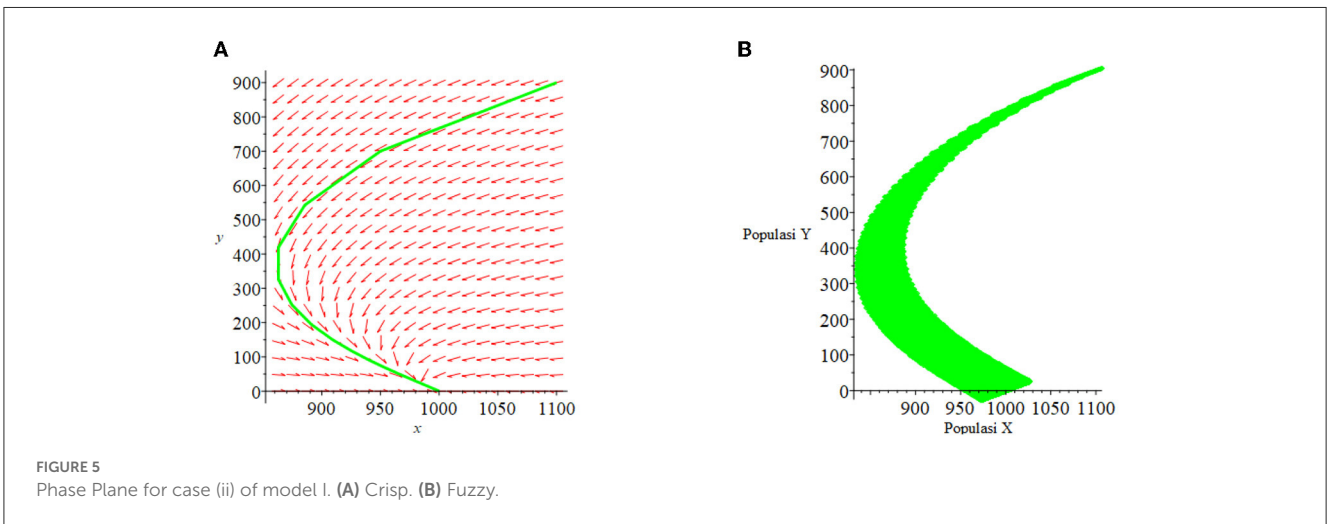 A
900
800
700
600
500
y
400
300
200
100
0
900 950 1000 1050 1100
x
B
900
800
700
600
500
Populasi Y
400
300
200
100
0
900 950 1000 1050 1100
Populasi X
FIGURE 5
Phase Plane for case (ii) of model I. (A) Crisp. (B) Fuzzy.